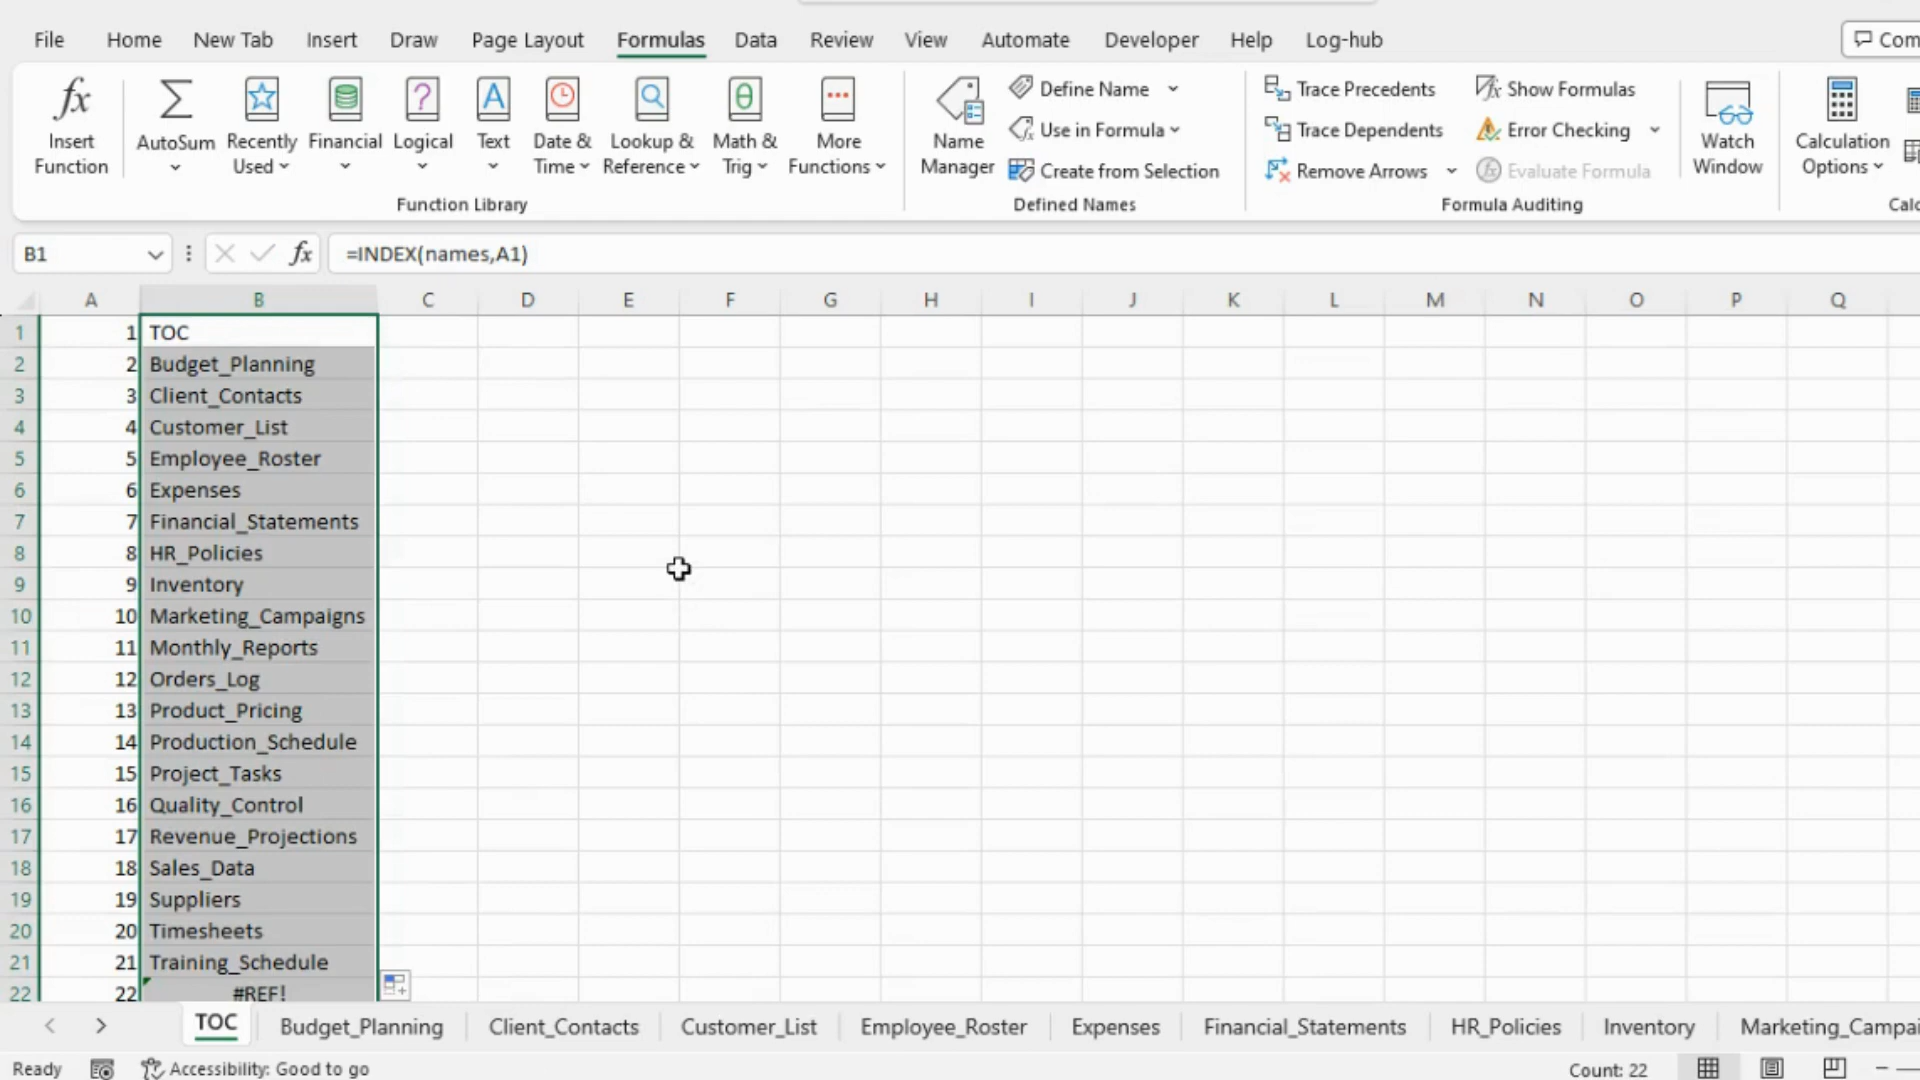 File Home New Tab Insert Draw Page Layout Formulas Data Review View Automate Developer Help Log-hub Com
fx Insert Function
AutoSum
Recently Used
Financial
Logical
Text
Date & Time
Lookup & Reference
Math & Trig
More Functions
Function Library
Name Manager
Define Name
Use in Formula
Create from Selection
Defined Names
Trace Precedents
Trace Dependents
Remove Arrows
Show Formulas
Error Checking
Evaluate Formula
Formula Auditing
Watch Window
Calculation Options
Calc
B1 fx =INDEX(names,A1)
A B C D E F G H I J K L M N O P Q
1 1 TOC
2 2 Budget_Planning
3 3 Client_Contacts
4 4 Customer_List
5 5 Employee_Roster
6 6 Expenses
7 7 Financial_Statements
8 8 HR_Policies
9 9 Inventory
10 10 Marketing_Campaigns
11 11 Monthly_Reports
12 12 Orders_Log
13 13 Product_Pricing
14 14 Production_Schedule
15 15 Project_Tasks
16 16 Quality_Control
17 17 Revenue_Projections
18 18 Sales_Data
19 19 Suppliers
20 20 Timesheets
21 21 Training_Schedule
22 22 #REF!
TOC Budget_Planning Client_Contacts Customer_List Employee_Roster Expenses Financial_Statements HR_Policies Inventory Marketing_Campai
Ready Accessibility: Good to go Count: 22